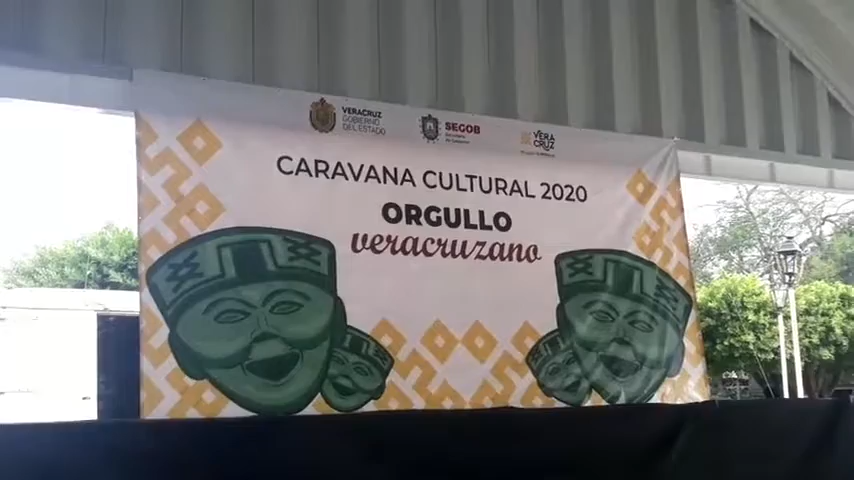 VERACRUZ
GOBIERNO
DEL ESTADO
SEGOB
VERA
CRUZ
CARAVANA CULTURAL 2020
ORGULLO
veracruzano